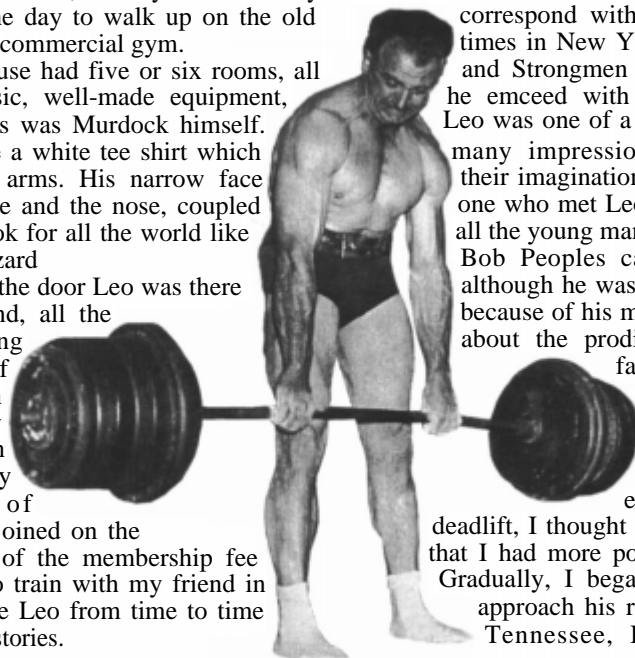 ne day to walk up on the old
commercial gym.
use had five or six rooms, all
sic, well-made equipment,
s was Murdock himself.
e a white tee shirt which
arms. His narrow face
e and the nose, coupled
ok for all the world like
zard
the door Leo was there
nd, all the
ng
f
y
of
oined on the
of the membership fee
o train with my friend in
e Leo from time to time
stories.
correspond with
times in New Y
and Strongmen
he emceed with
Leo was one of a
many impressio
their imagination
one who met Leo
all the young man
Bob Peoples ca
although he was
because of his m
about the prodi
fa
e
deadlift, I thought
that I had more po
Gradually, I bega
approach his r
Tennessee, I